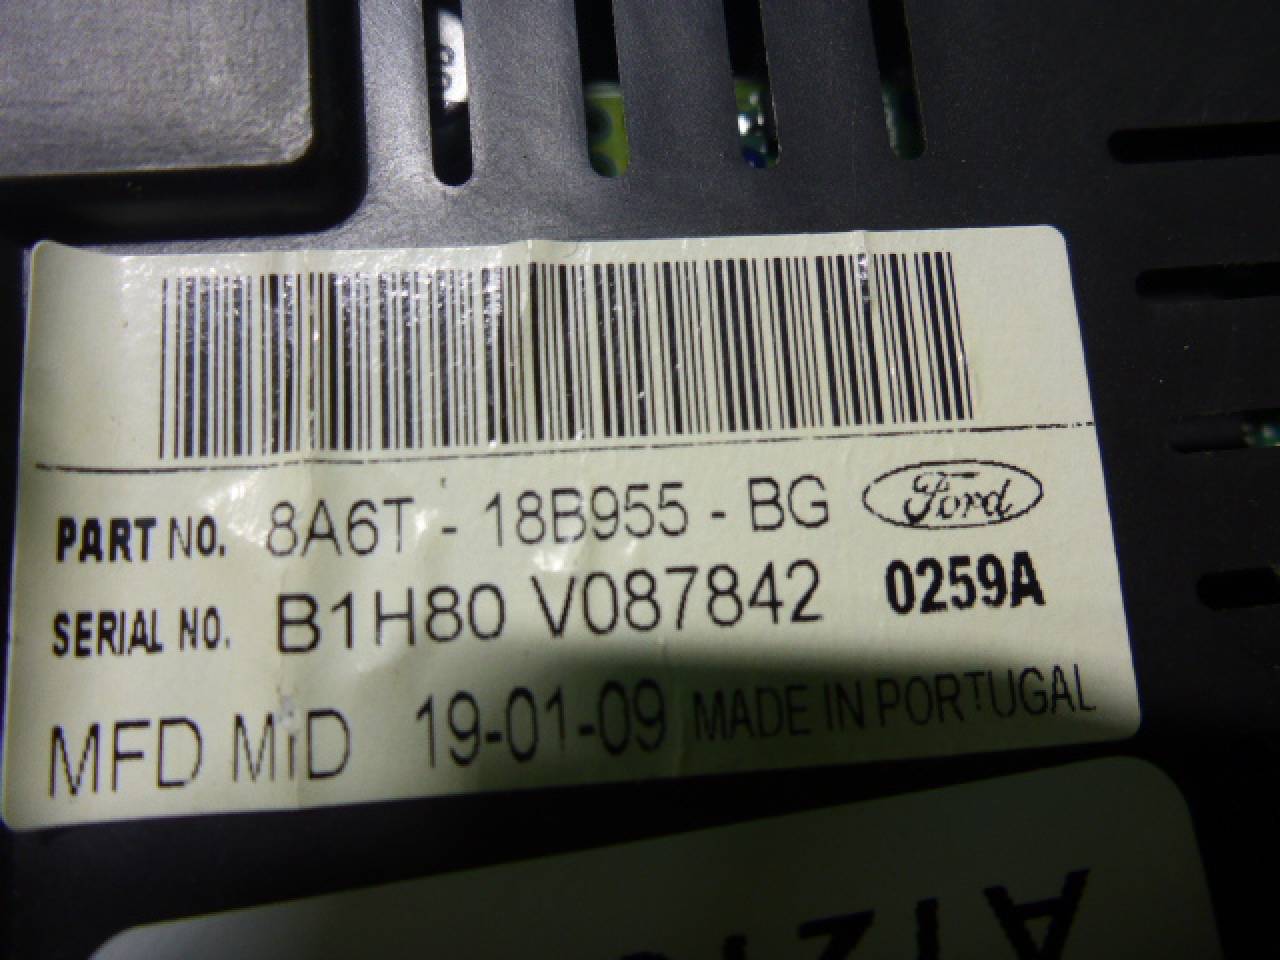 PART NO. 8A6T - 18B955 - BG Ford
SERIAL NO. B1H80 V087842 0259A
MFD MID 19-01-09 MADE IN PORTUGAL